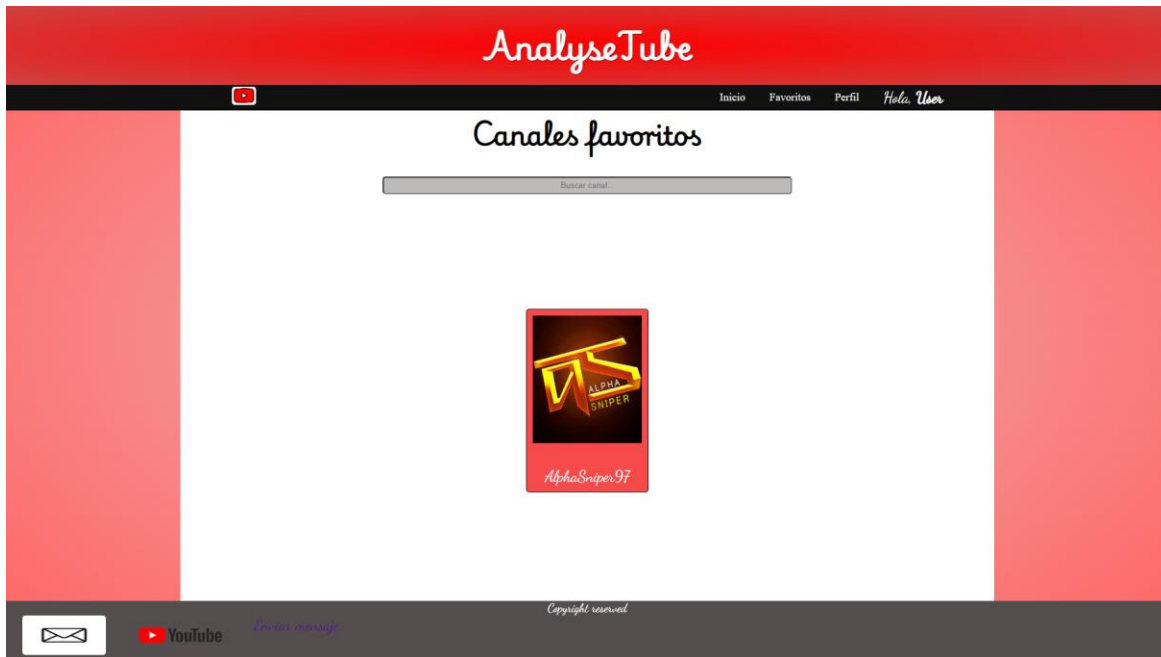 AnalyseTube
Inicio Favoritos Perfil Hola, User
Canales favoritos
Buscar canal..
ALPHA
SNIPER
AlphaSniper97
Copyright reserved
YouTube Enviar mensaje